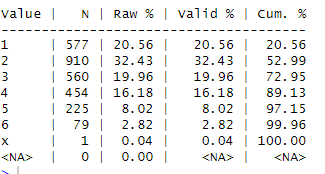 Value |   N | Raw % | Valid % | Cum. %
----------------------------------------
1     | 577 | 20.56 |   20.56 |  20.56
2     | 910 | 32.43 |   32.43 |  52.99
3     | 560 | 19.96 |   19.96 |  72.95
4     | 454 | 16.18 |   16.18 |  89.13
5     | 225 |  8.02 |    8.02 |  97.15
6     |  79 |  2.82 |    2.82 |  99.96
x     |   1 |  0.04 |    0.04 | 100.00
<NA>  |   0 |  0.00 |    <NA> |   <NA>
>